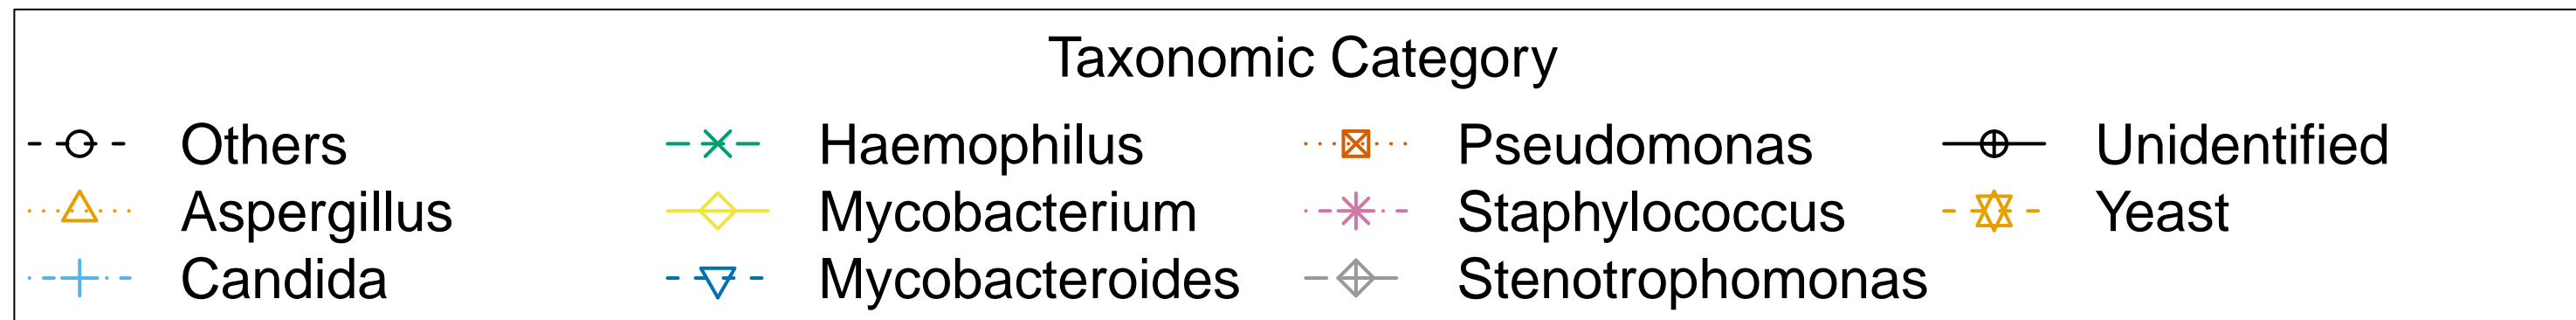 Taxonomic Category
Others Haemophilus Pseudomonas Unidentified
Aspergillus Mycobacterium Staphylococcus Yeast
Candida Mycobacteroides Stenotrophomonas